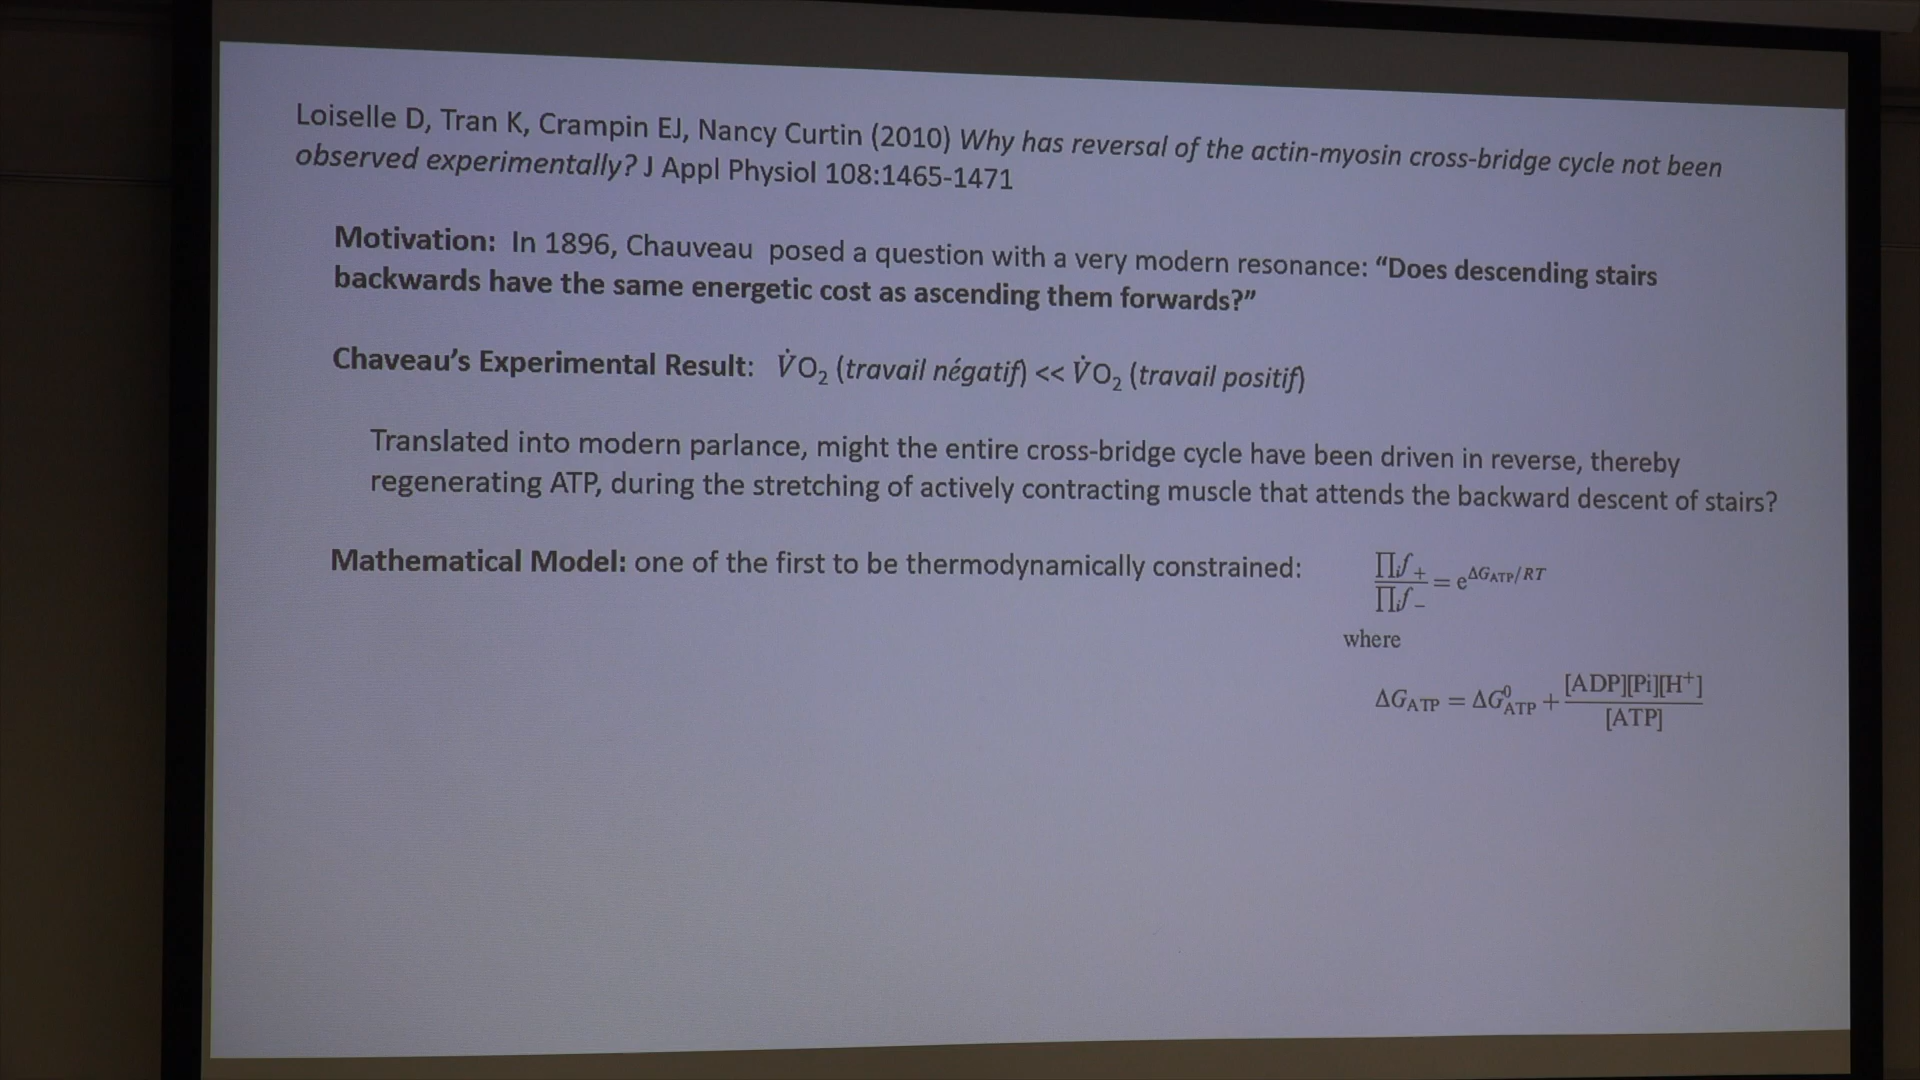 Loiselle D, Tran K, Crampin EJ, Nancy Curtin (2010) Why has reversal of the actin-myosin cross-bridge cycle not been
observed experimentally? J Appl Physiol 108:1465-1471
Motivation: In 1896, Chauveau posed a question with a very modern resonance: “Does descending stairs
backwards have the same energetic cost as ascending them forwards?”
Chaveau’s Experimental Result: V̇O₂ (travail négatif) << V̇O₂ (travail positif)
Translated into modern parlance, might the entire cross-bridge cycle have been driven in reverse, thereby
regenerating ATP, during the stretching of actively contracting muscle that attends the backward descent of stairs?
Mathematical Model: one of the first to be thermodynamically constrained: ∏ᵢf₊ / ∏ᵢf₋ = e^(ΔG_ATP/RT)
where
ΔG_ATP = ΔG⁰_ATP + [ADP][Pi][H⁺] / [ATP]